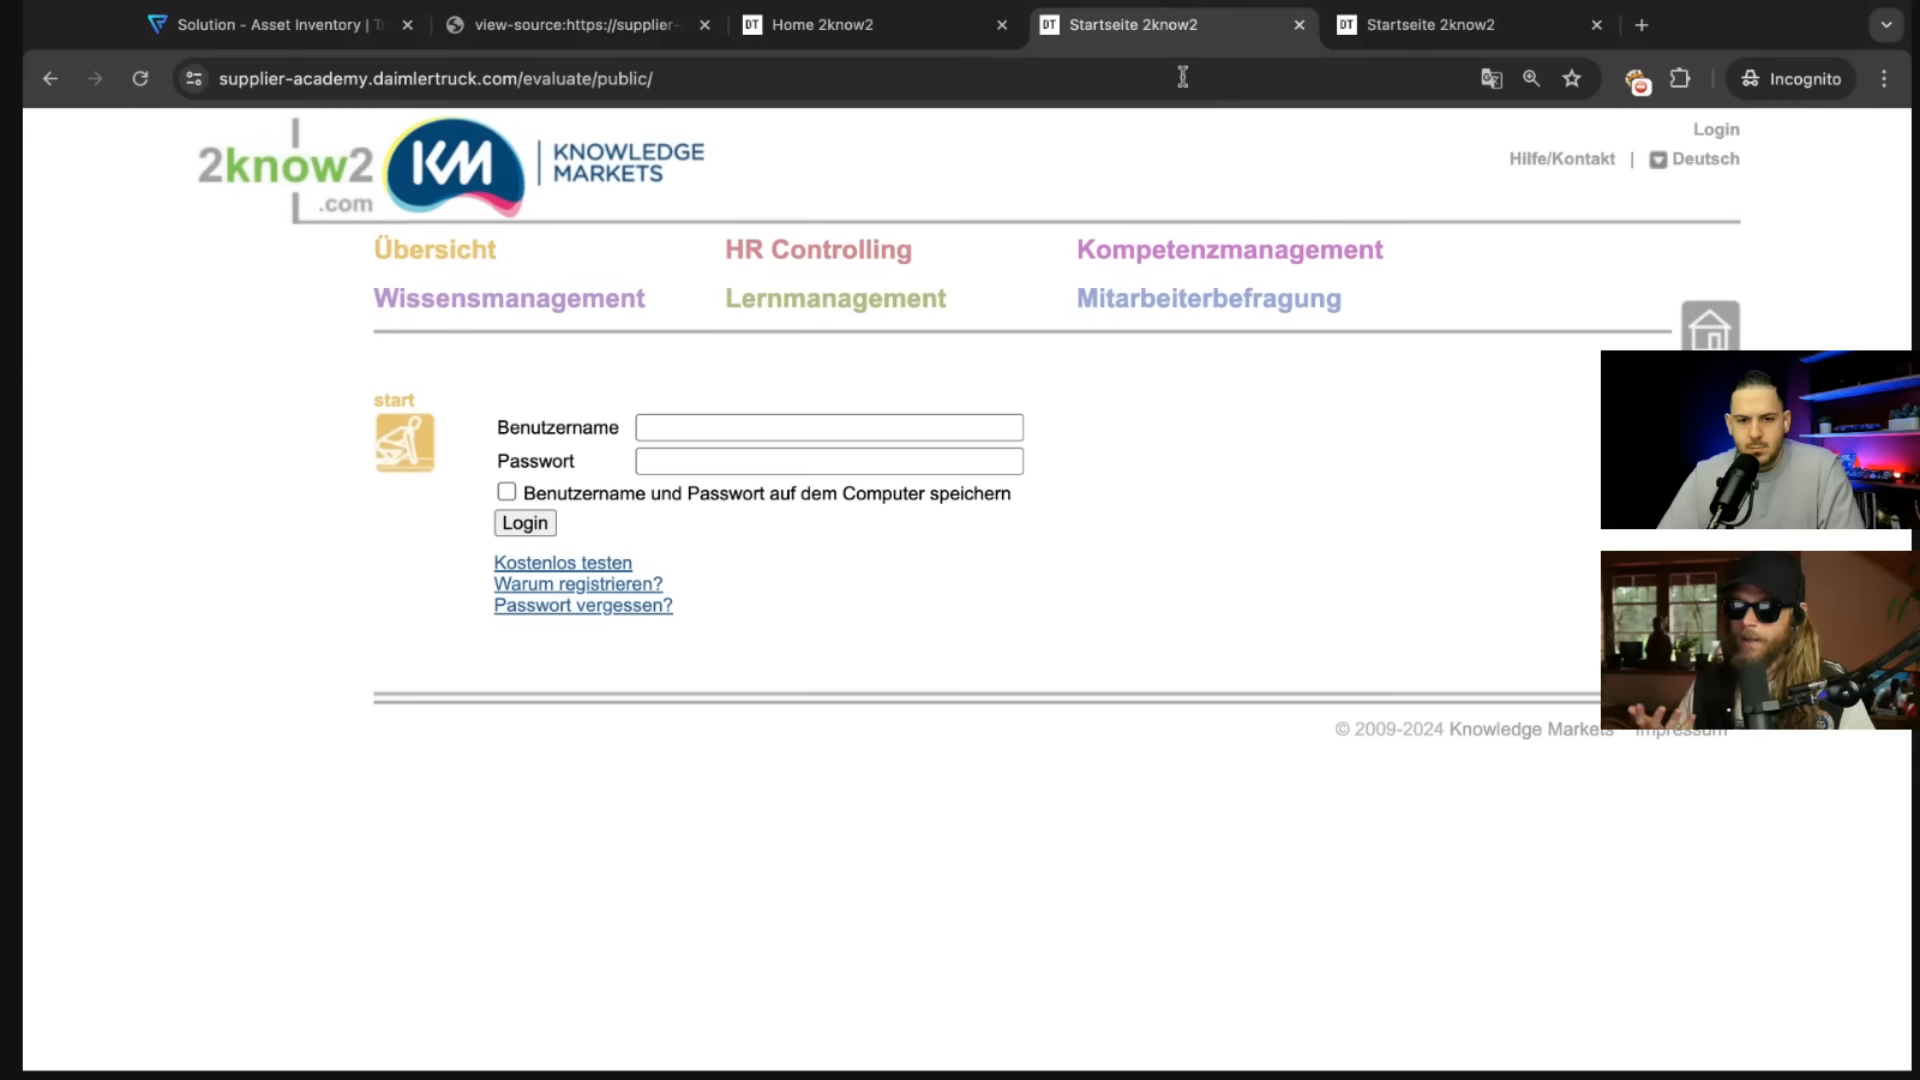 Solution - Asset Inventory |
view-source:https://supplier-
Home 2know2
Startseite 2know2
Startseite 2know2
supplier-academy.daimlertruck.com/evaluate/public/
Incognito
2know2
.com
KM
KNOWLEDGE
MARKETS
Login
Hilfe/Kontakt | Deutsch
Übersicht
HR Controlling
Kompetenzmanagement
Wissensmanagement
Lernmanagement
Mitarbeiterbefragung
start
Benutzername
Passwort
Benutzername und Passwort auf dem Computer speichern
Login
Kostenlos testen
Warum registrieren?
Passwort vergessen?
© 2009-2024 Knowledge Markets Impressum